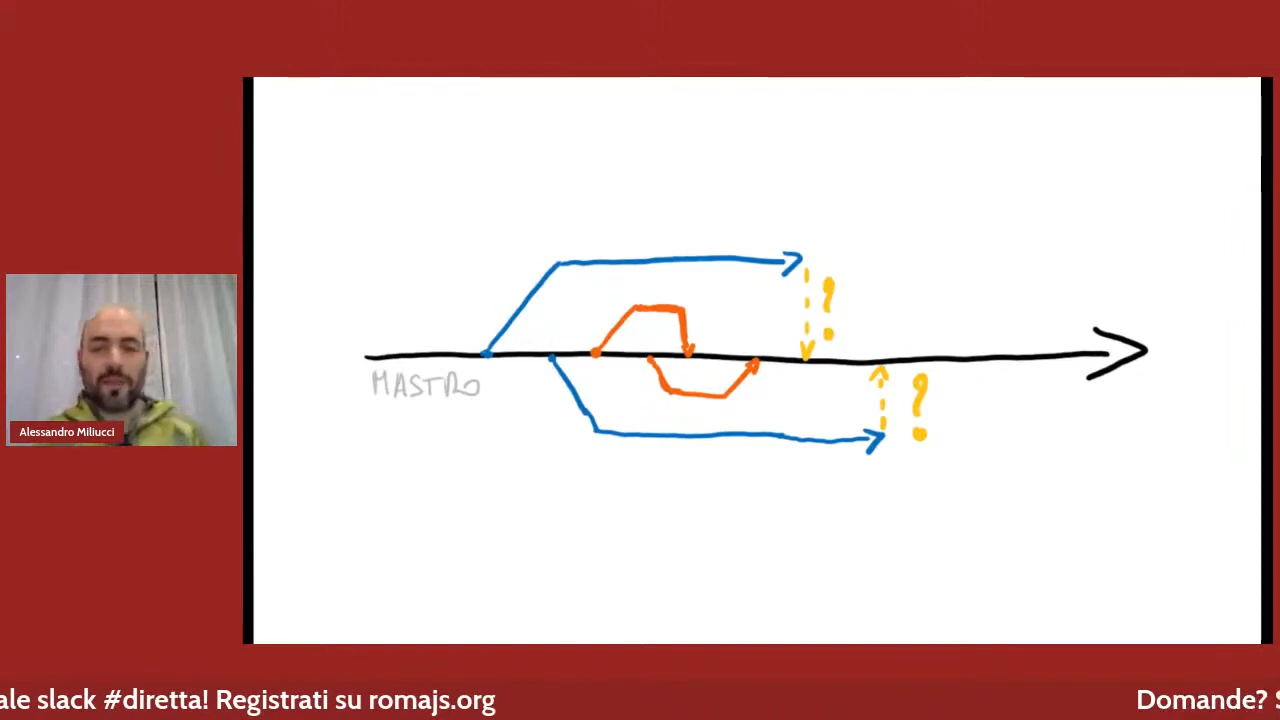 MASTRO
?
?
Alessandro Miliucci
ale slack #diretta! Registrati su romajs.org
Domande? S